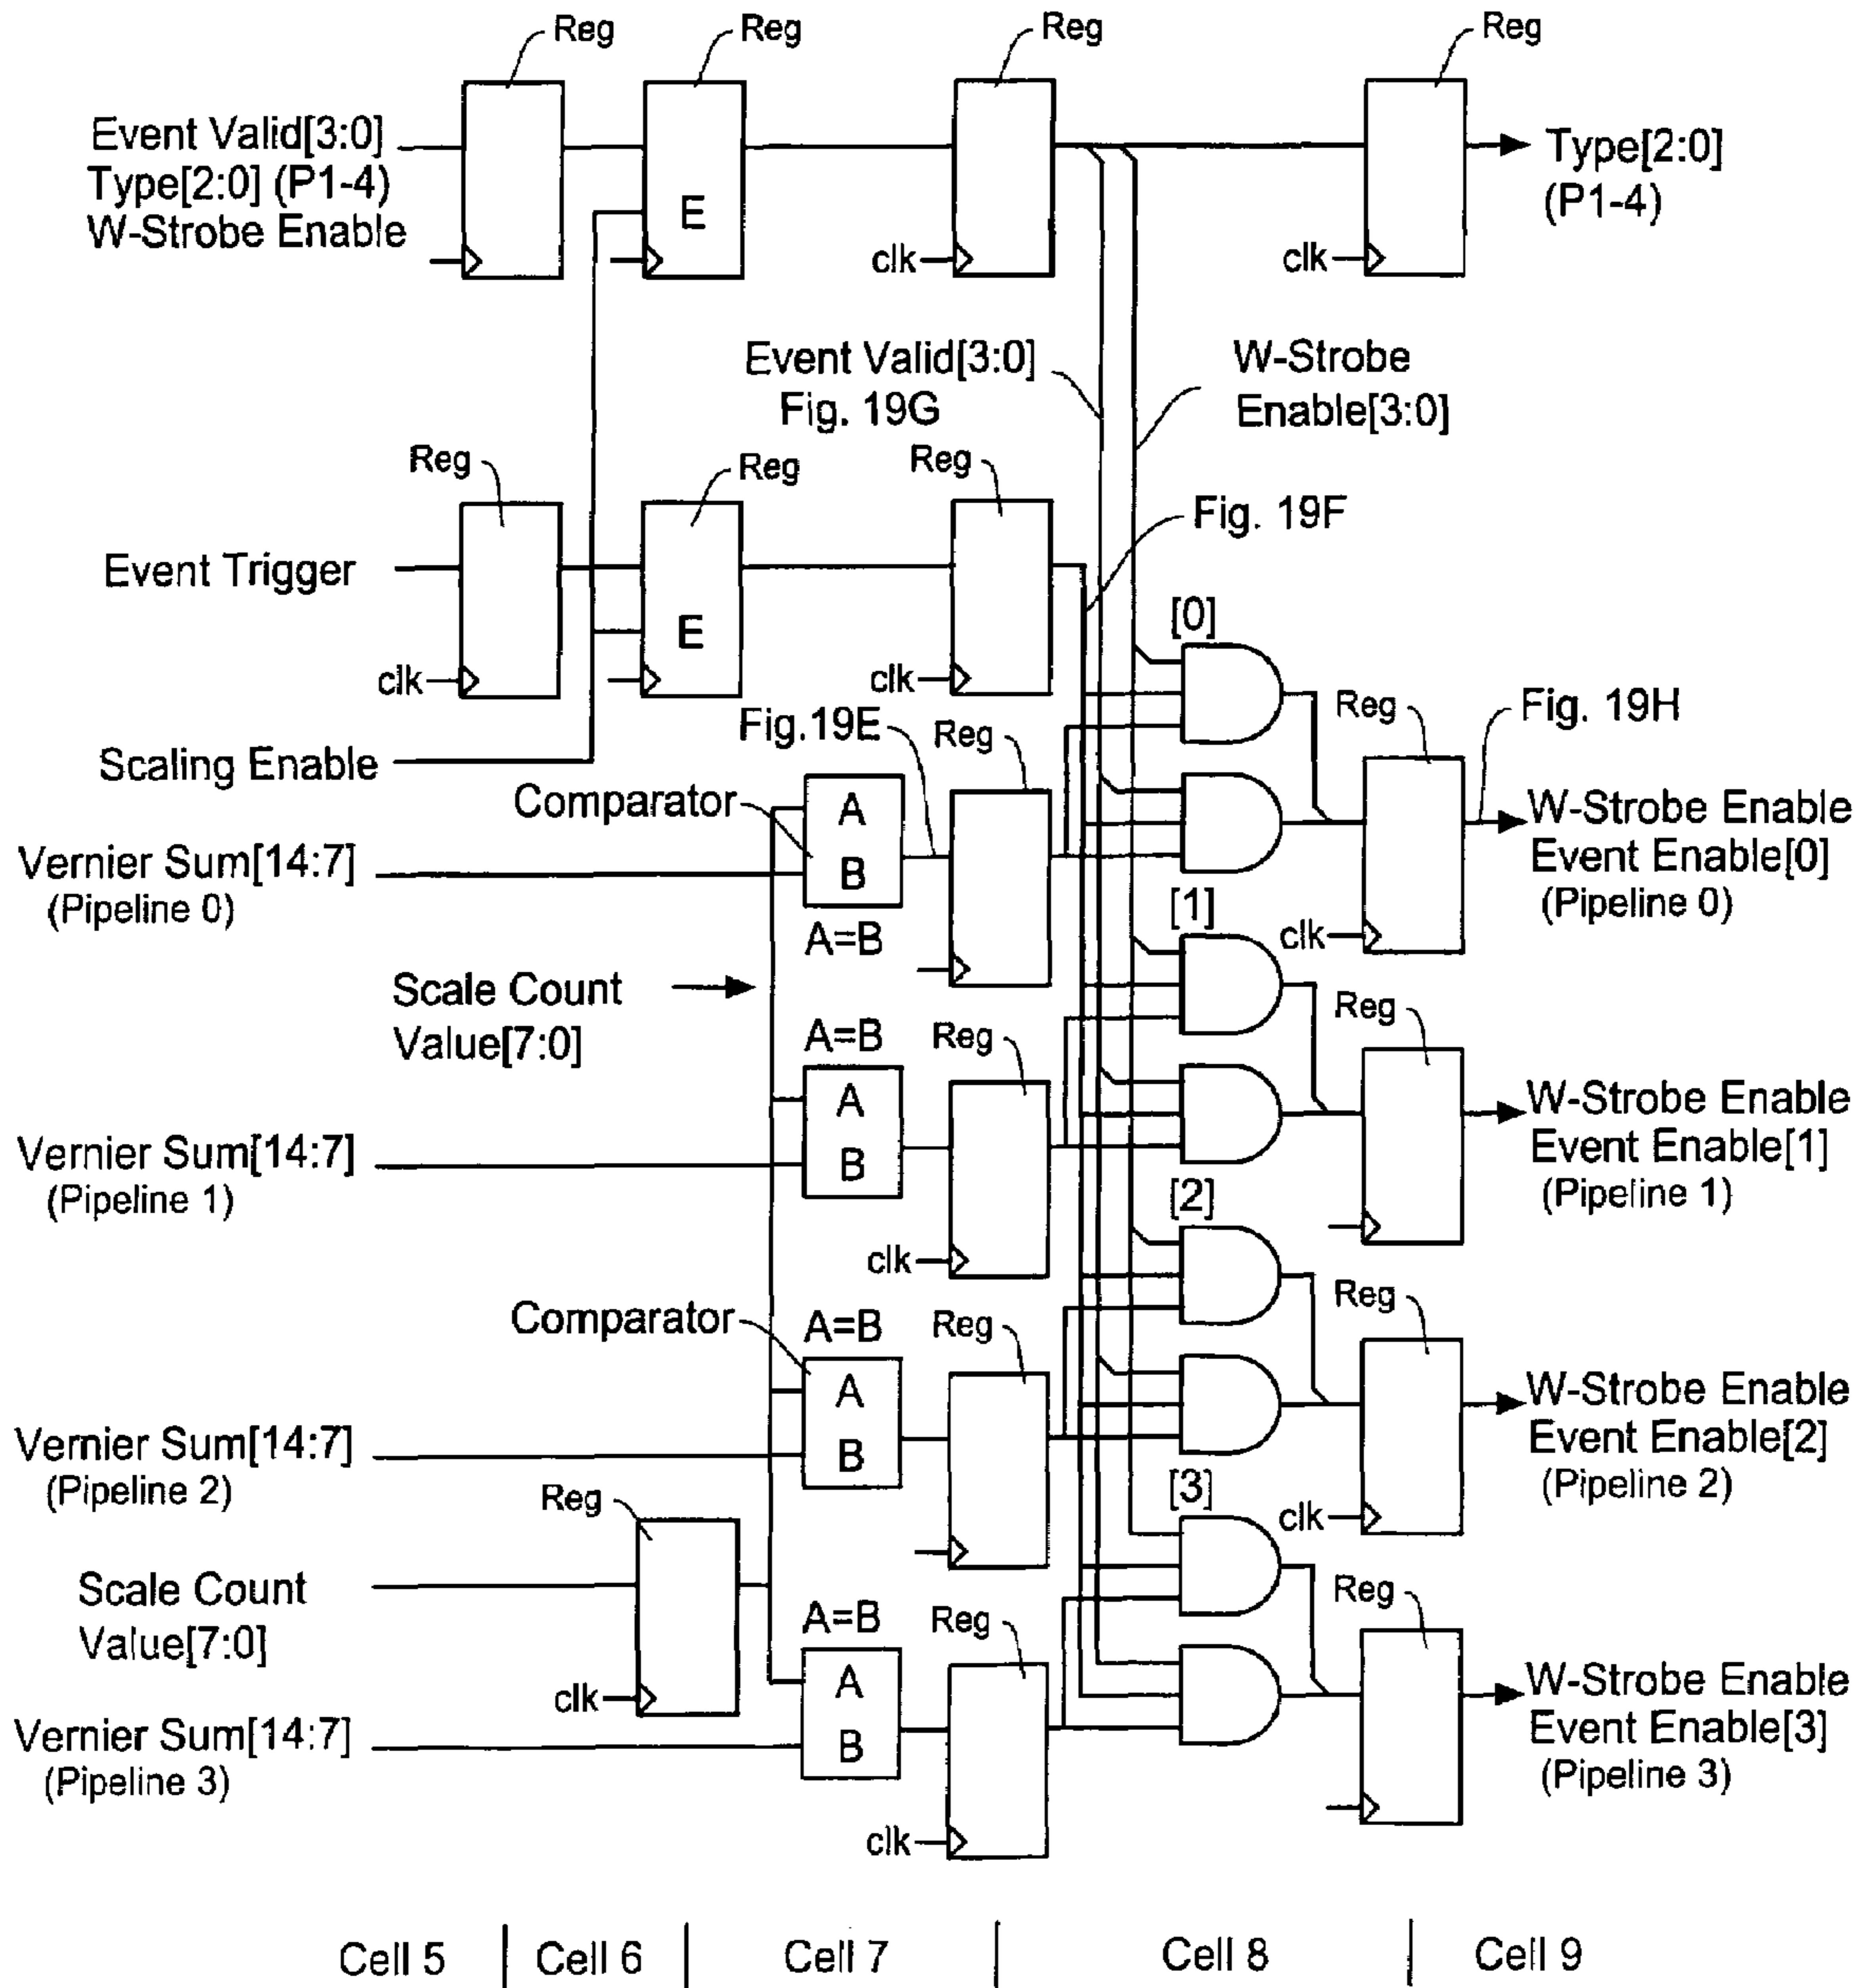 Reg
Reg
Reg
Reg
Event Valid[3:0]
Type[2:0] (P1-4)
W-Strobe Enable
E
clk
clk
Type[2:0]
(P1-4)
Event Valid[3:0]
Fig. 19G
W-Strobe
Enable[3:0]
Reg
Reg
Reg
Fig. 19F
Event Trigger
E
clk
clk
[0]
Scaling Enable
Fig.19E
Reg
Reg
Fig. 19H
Comparator
A
B
A=B
Vernier Sum[14:7]
(Pipeline 0)
W-Strobe Enable
Event Enable[0]
(Pipeline 0)
clk
[1]
Scale Count
Value[7:0]
A=B
Reg
Reg
A
B
Vernier Sum[14:7]
(Pipeline 1)
clk
W-Strobe Enable
Event Enable[1]
(Pipeline 1)
[2]
Comparator
A=B
Reg
Reg
A
B
Vernier Sum[14:7]
(Pipeline 2)
W-Strobe Enable
Event Enable[2]
(Pipeline 2)
clk
[3]
Reg
Scale Count
Value[7:0]
clk
A=B
Reg
Reg
A
B
Vernier Sum[14:7]
(Pipeline 3)
clk
W-Strobe Enable
Event Enable[3]
(Pipeline 3)
Cell 5
Cell 6
Cell 7
Cell 8
Cell 9